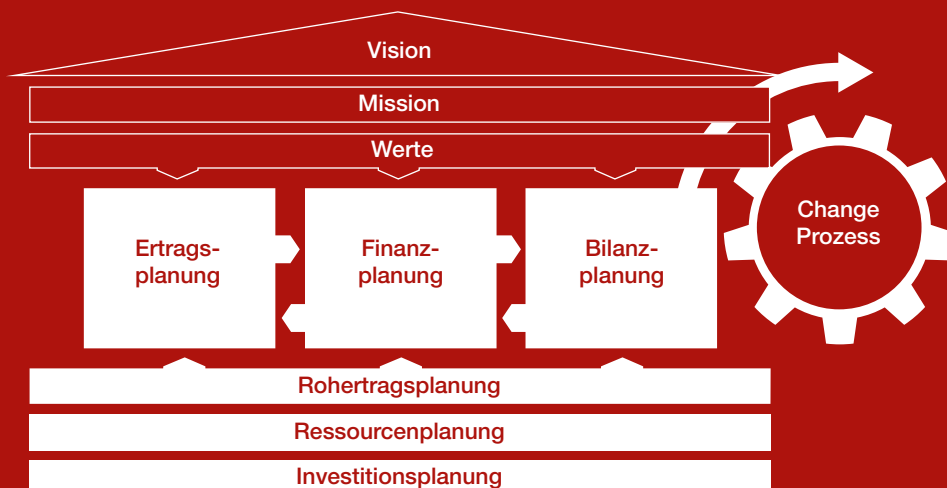 Vision
Mission
Werte
Ertrags-
planung
Finanz-
planung
Bilanz-
planung
Change
Prozess
Rohertragsplanung
Ressourcenplanung
Investitionsplanung